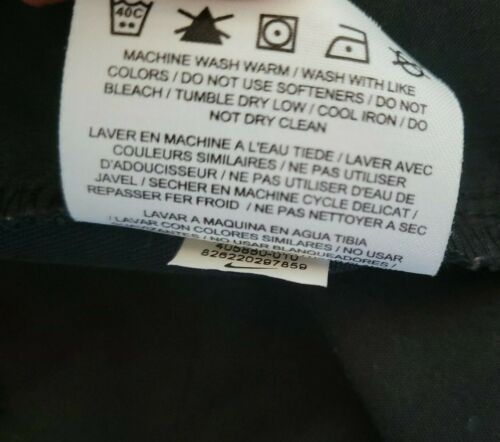 40C
MACHINE WASH WARM / WASH WITH LIKE
COLORS / DO NOT USE SOFTENERS / DO NOT
BLEACH / TUMBLE DRY LOW / COOL IRON / DO
NOT DRY CLEAN
LAVER EN MACHINE A L'EAU TIEDE / LAVER AVEC
COULEURS SIMILAIRES / NE PAS UTILISER
D'ADOUCISSEUR / NE PAS UTILISER D'EAU DE
JAVEL / SECHER EN MACHINE CYCLE DELICAT /
REPASSER FER FROID / NE PAS NETTOYER A SEC
LAVAR A MAQUINA EN AGUA TIBIA
/ LAVAR CON COLORES SIMILARES / NO USAR
/ NO USAR BLANQUEADORES /
826220297859